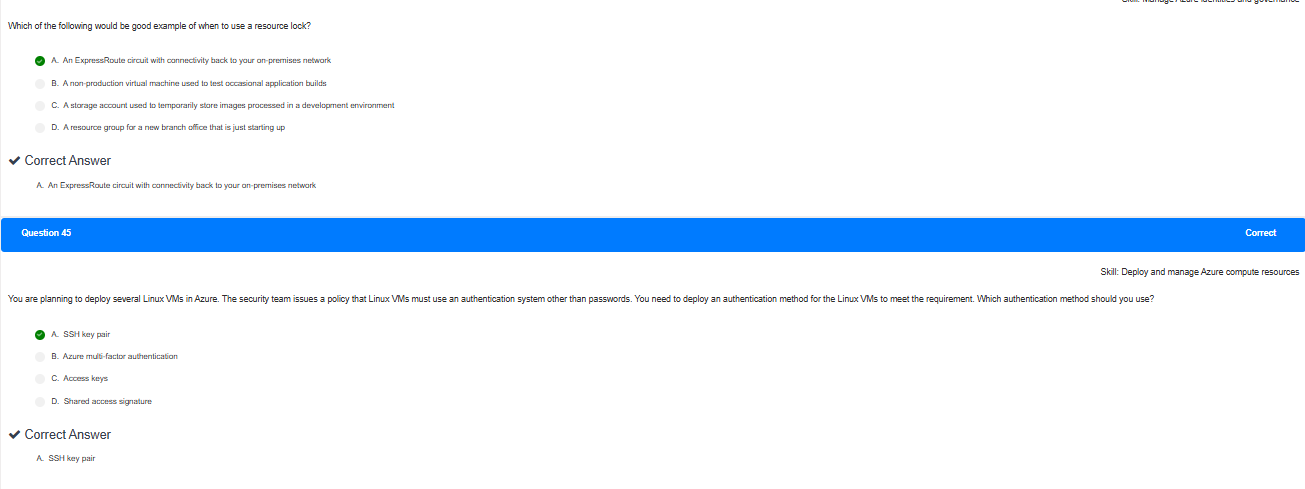 Skill: Manage Azure identities and governance
Which of the following would be good example of when to use a resource lock?
A. An ExpressRoute circuit with connectivity back to your on-premises network
B. A non-production virtual machine used to test occasional application builds
C. A storage account used to temporarily store images processed in a development environment
D. A resource group for a new branch office that is just starting up
Correct Answer
A. An ExpressRoute circuit with connectivity back to your on-premises network
Question 45 Correct
Skill: Deploy and manage Azure compute resources
You are planning to deploy several Linux VMs in Azure. The security team issues a policy that Linux VMs must use an authentication system other than passwords. You need to deploy an authentication method for the Linux VMs to meet the requirement. Which authentication method should you use?
A. SSH key pair
B. Azure multi-factor authentication
C. Access keys
D. Shared access signature
Correct Answer
A. SSH key pair